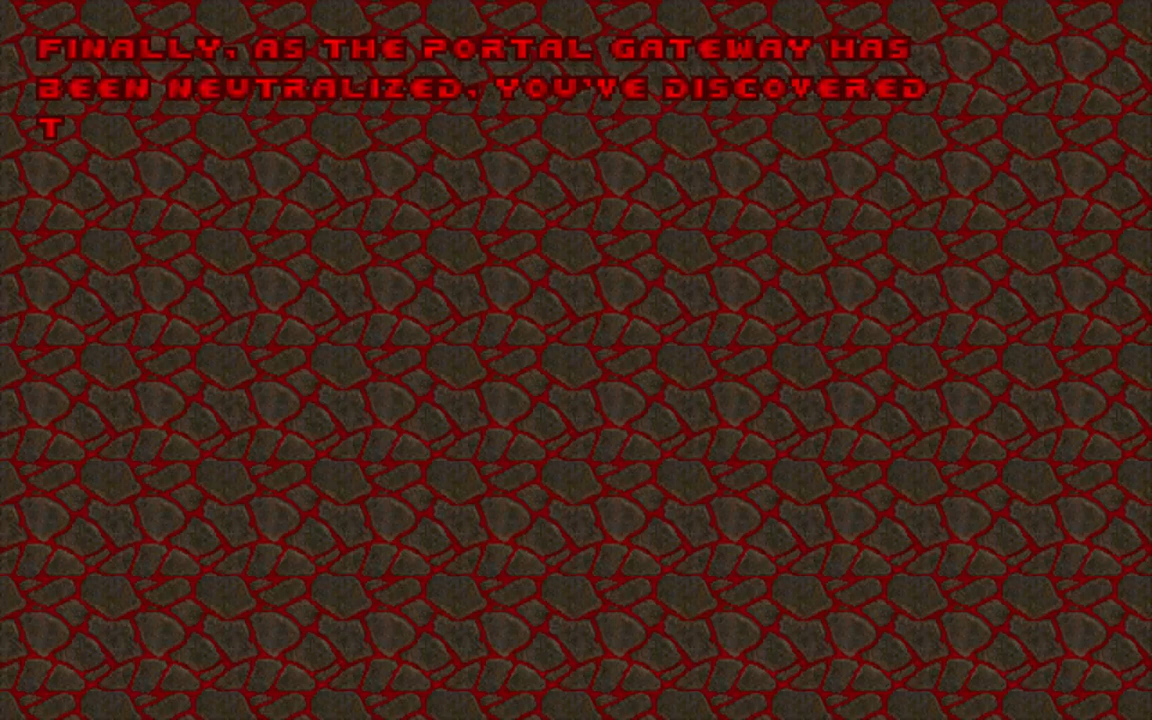 FINALLY, AS THE PORTAL GATEWAY HAS
BEEN NEUTRALIZED, YOU'VE DISCOVERED
T